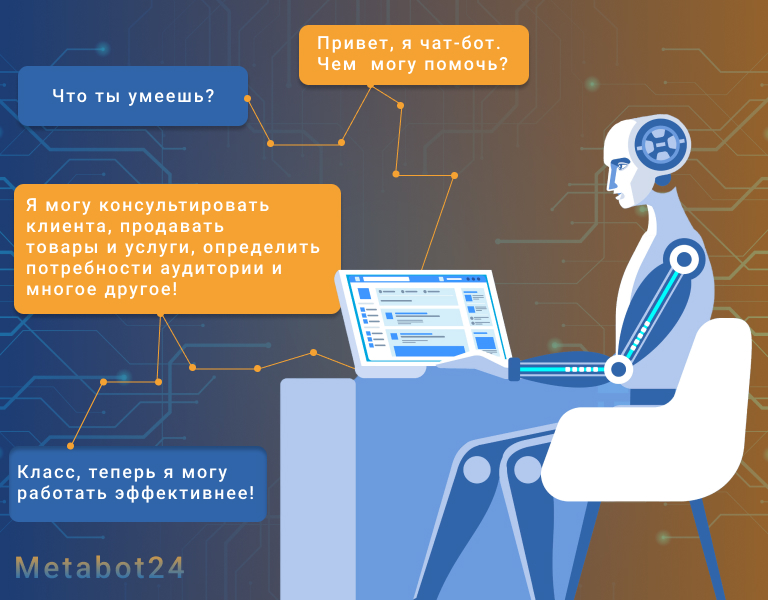 Привет, я чат-бот.
Чем могу помочь?
Что ты умеешь?
Я могу консультировать
клиента, продавать
товары и услуги, определить
потребности аудитории и
многое другое!
Класс, теперь я могу
работать эффективнее!
Metabot24